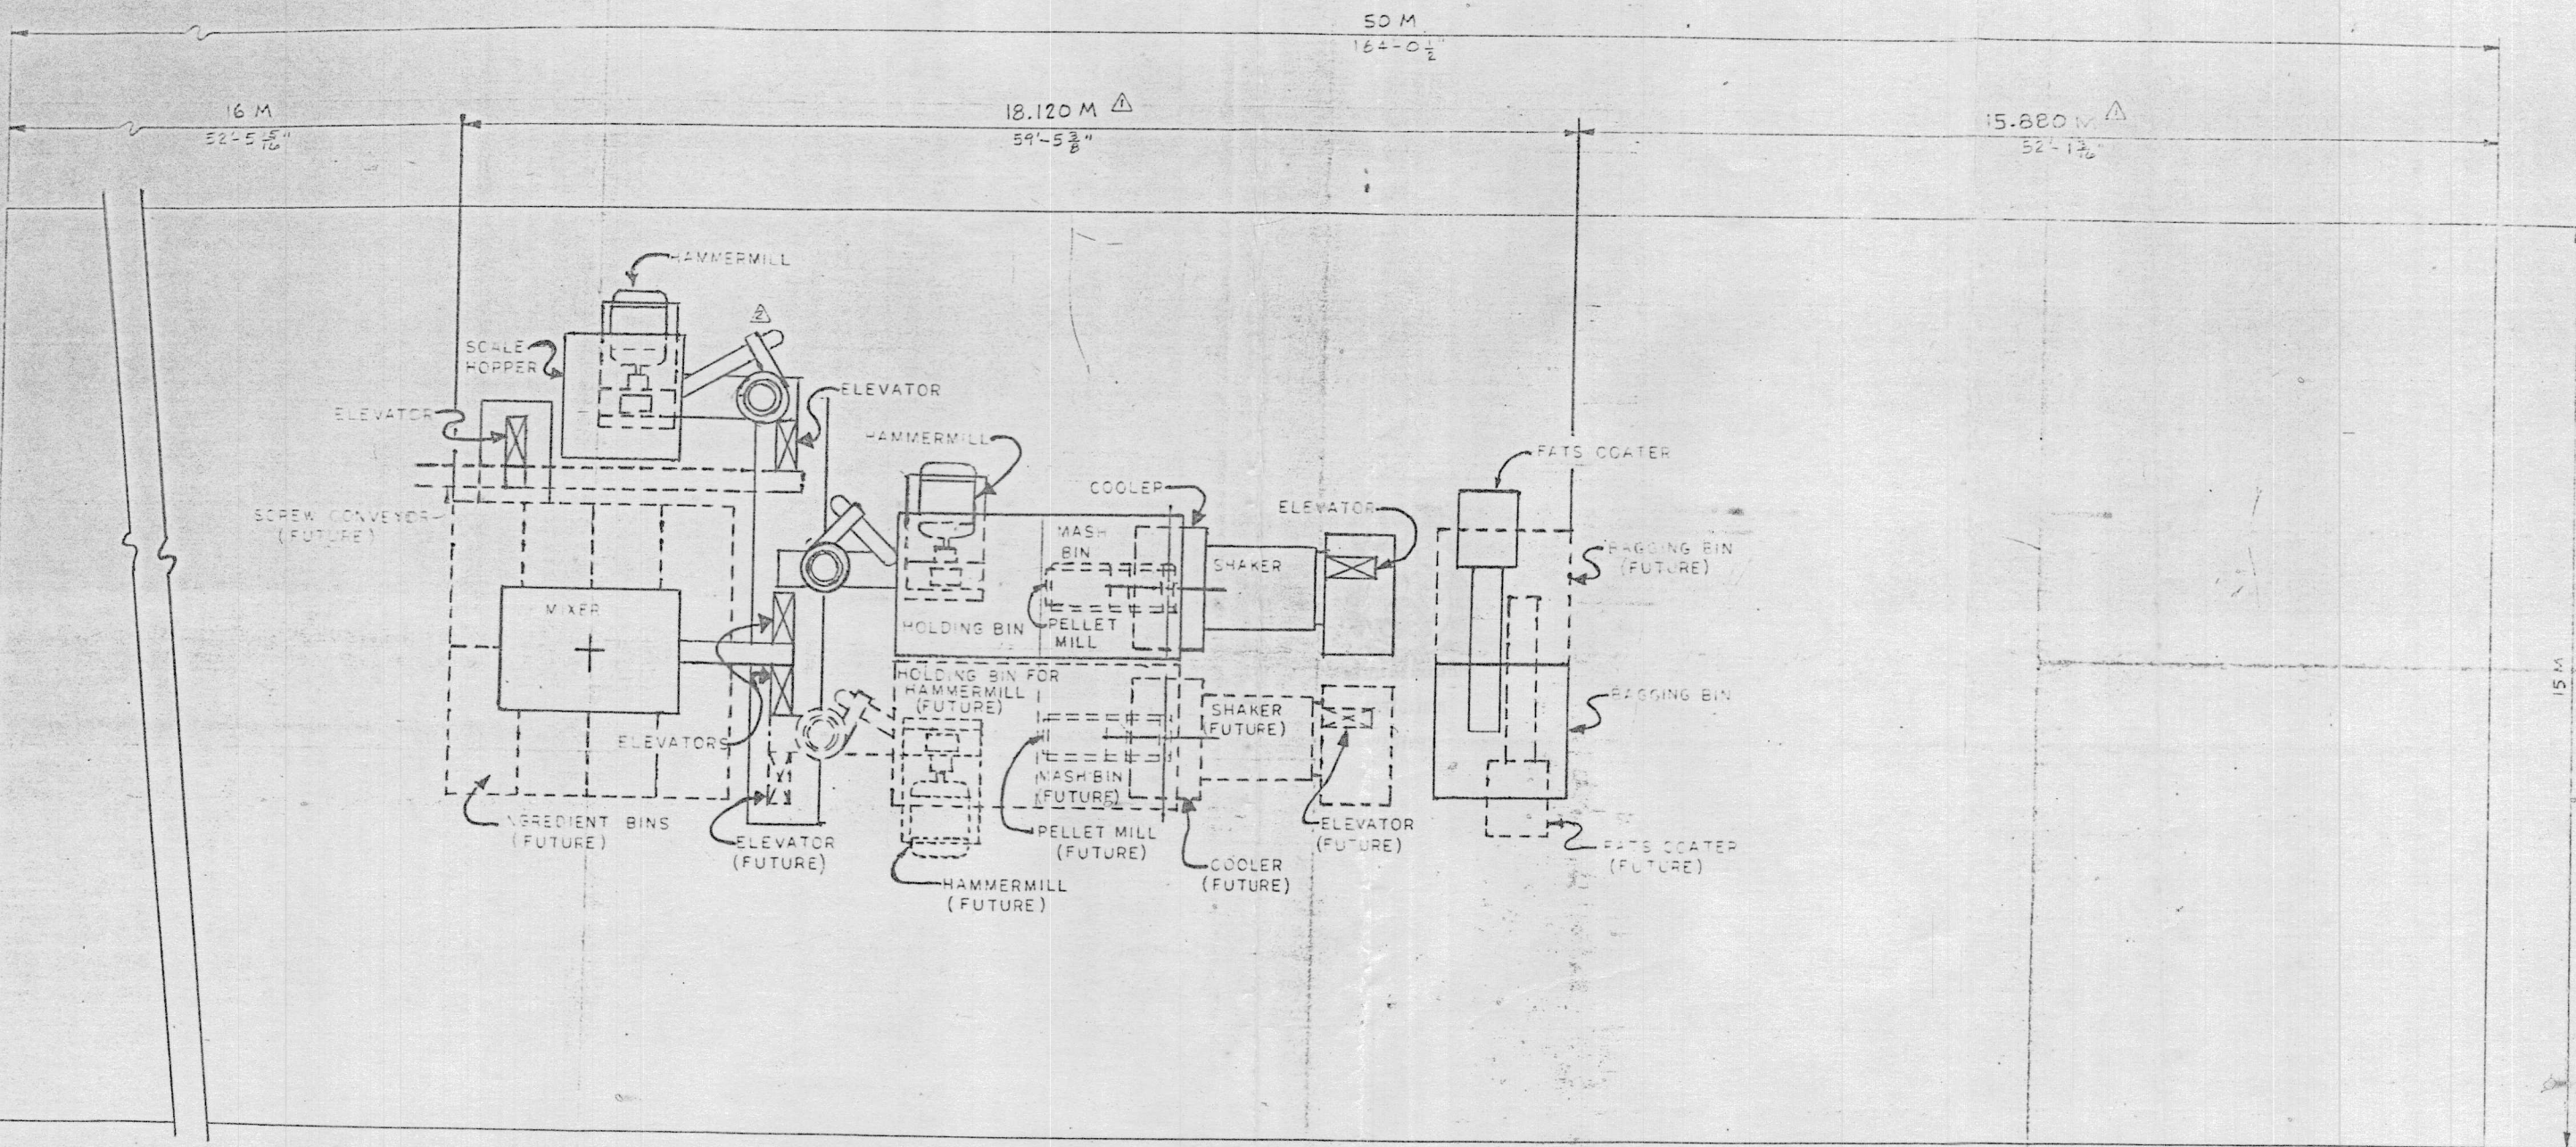 50 M
164'-0 1/2"
16 M
52'-5 5/16"
18.120 M 1
59'-5 3/8"
15.880 M 1
52'-1 3/16"
HAMMERMILL
2
SCALE
HOPPER
ELEVATOR
ELEVATOR
HAMMERMILL
FATS COATER
COOLER
ELEVATOR
SCREW CONVEYOR
(FUTURE)
MASH
BIN
SHAKER
BAGGING BIN
(FUTURE)
MIXER
HOLDING BIN
PELLET
MILL
HOLDING BIN FOR
HAMMERMILL
(FUTURE)
SHAKER
(FUTURE)
BAGGING BIN
15 M
ELEVATORS
MASH BIN
(FUTURE)
INGREDIENT BINS
(FUTURE)
ELEVATOR
(FUTURE)
PELLET MILL
(FUTURE)
ELEVATOR
(FUTURE)
FATS COATER
(FUTURE)
COOLER
(FUTURE)
HAMMERMILL
(FUTURE)